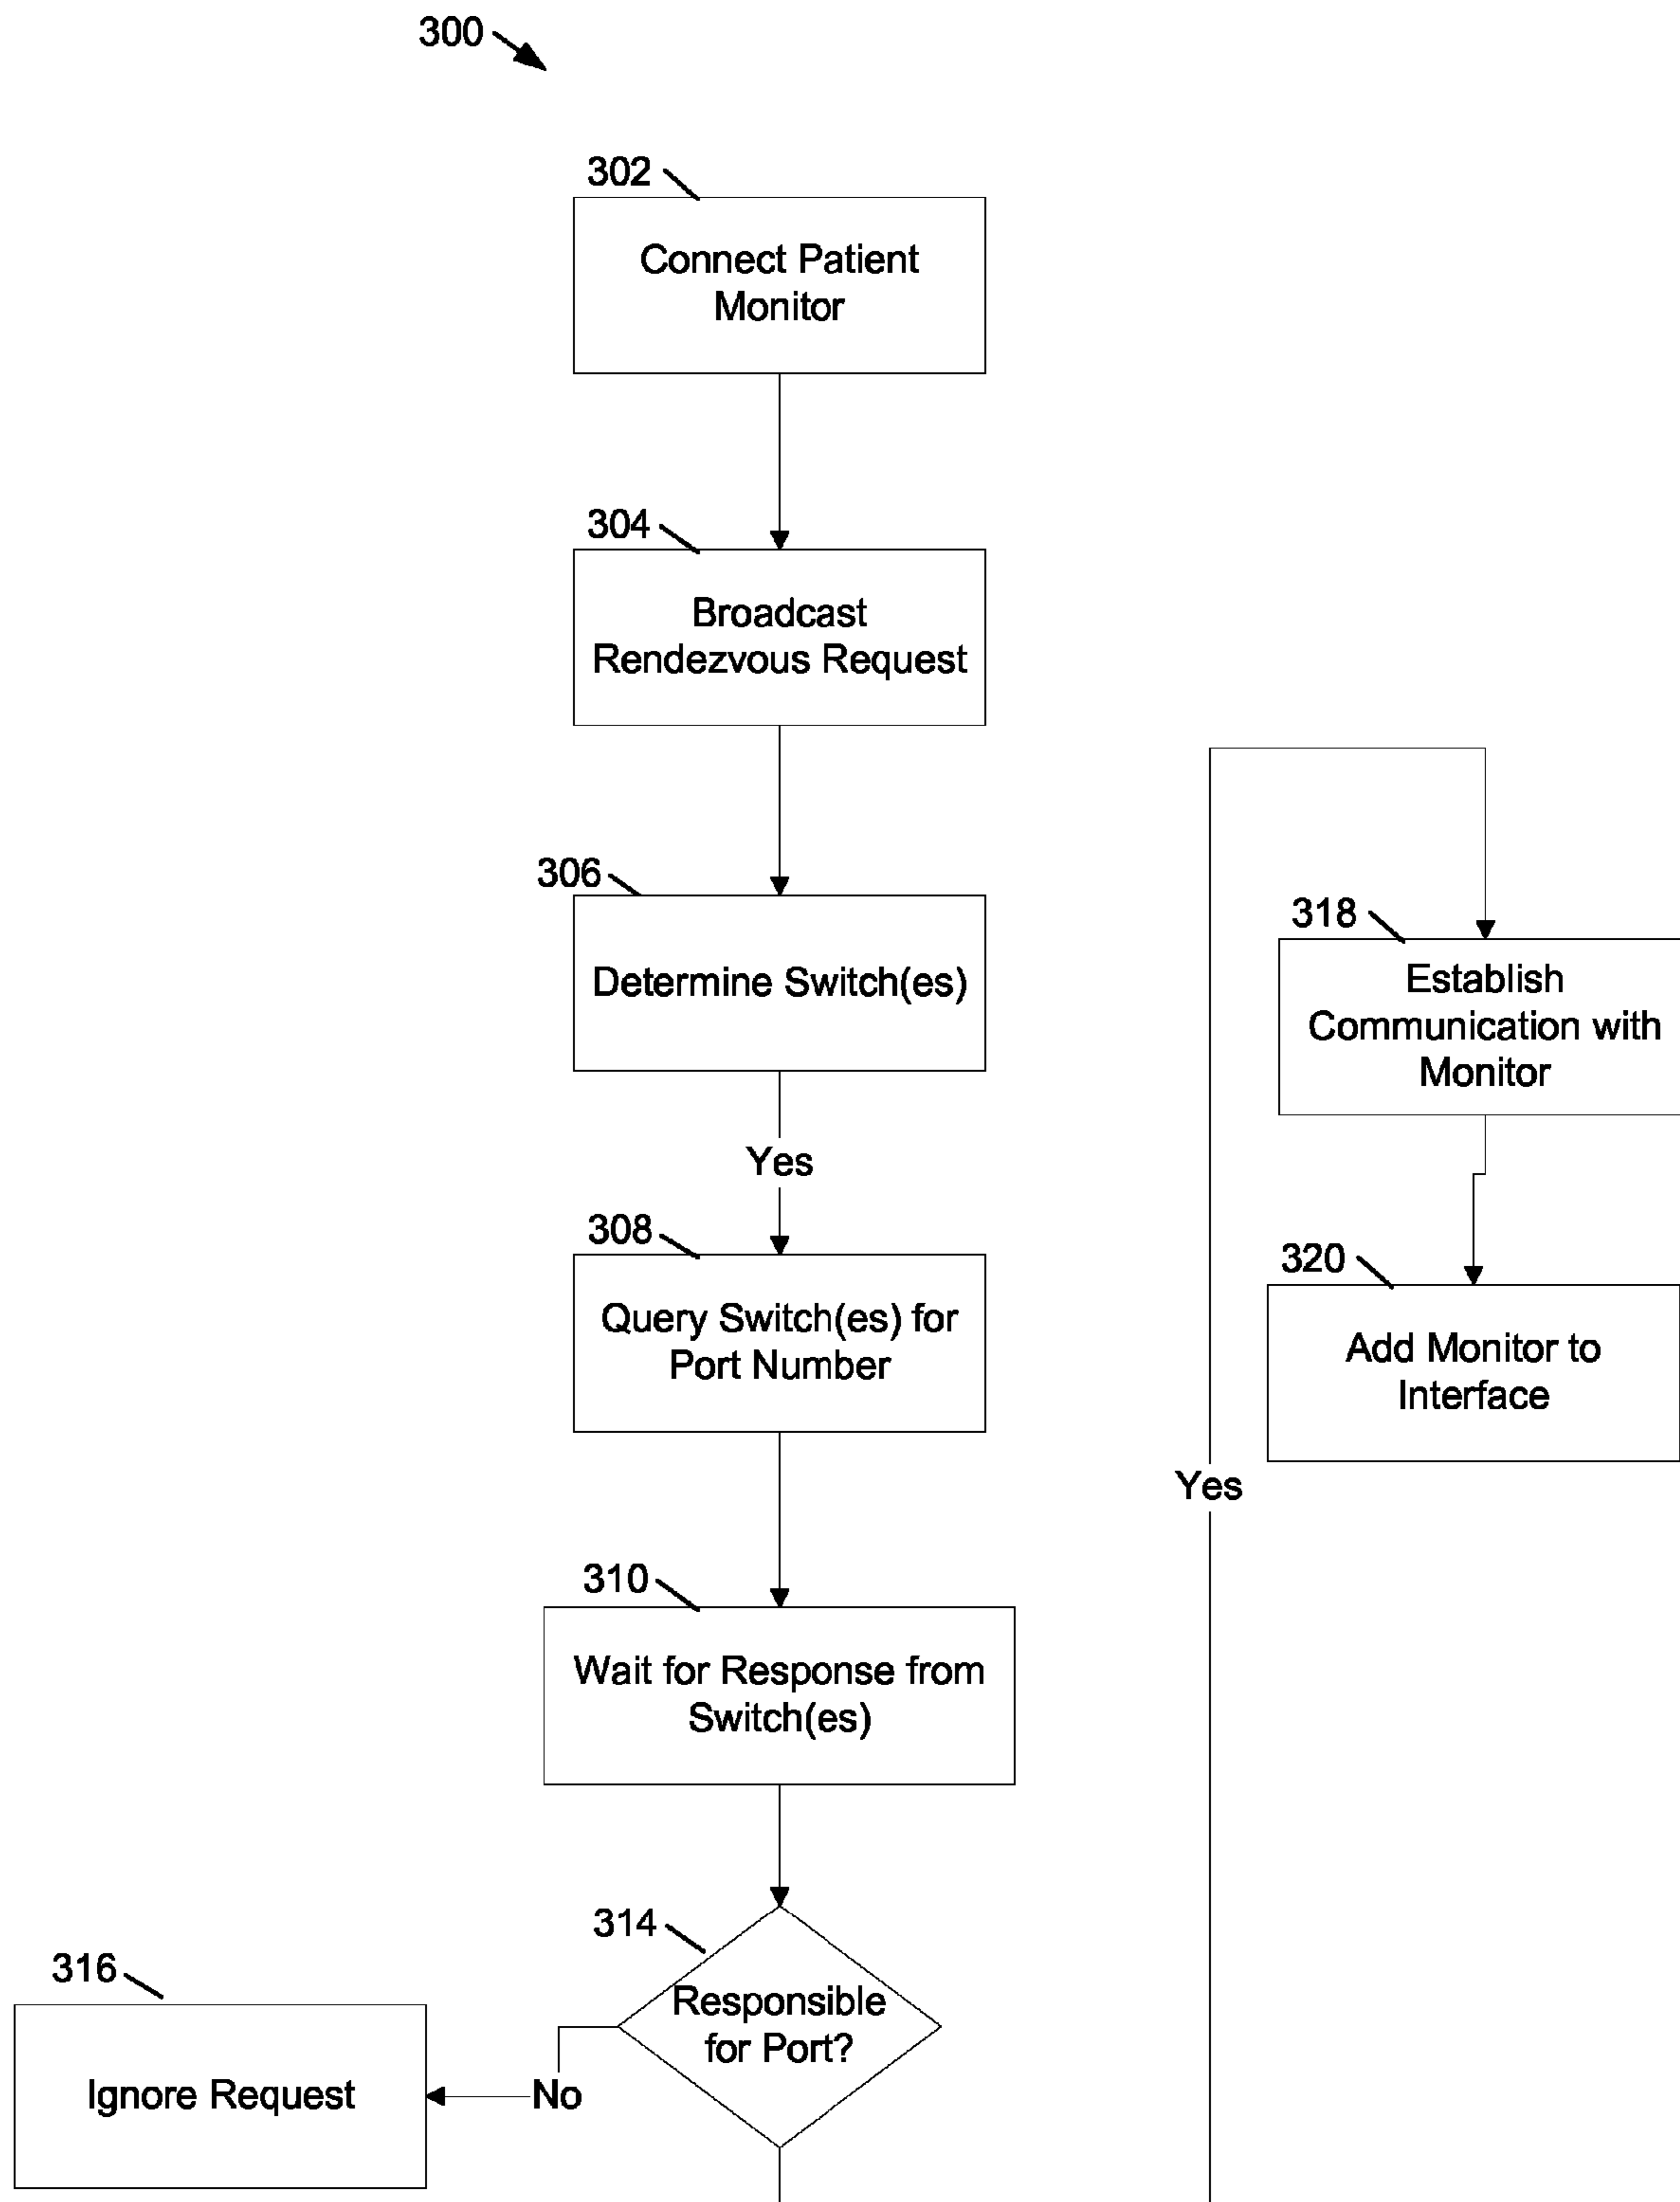 300
302
Connect Patient
Monitor
304
Broadcast
Rendezvous Request
306
Determine Switch(es)
Yes
308
Query Switch(es) for
Port Number
310
Wait for Response from
Switch(es)
314
Responsible
for Port?
No
316
Ignore Request
Yes
318
Establish
Communication with
Monitor
320
Add Monitor to
Interface